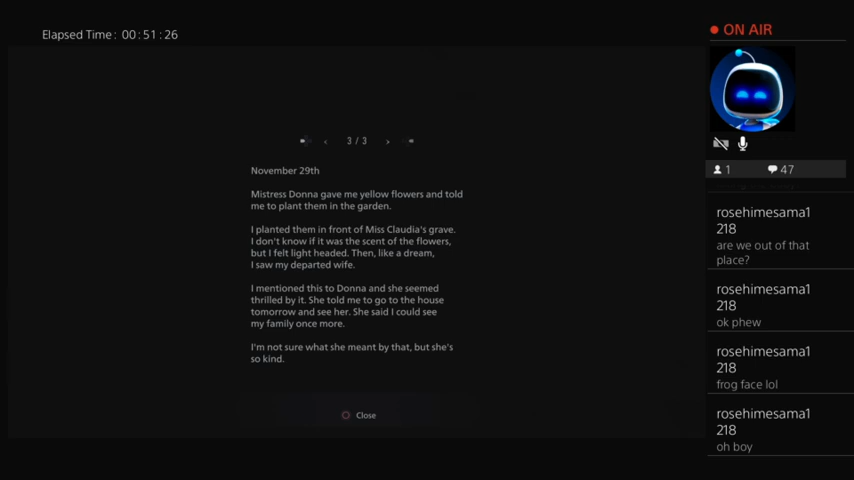 Elapsed Time: 00:51:26
ON AIR
3 / 3
1
47
November 29th
Mistress Donna gave me yellow flowers and told
me to plant them in the garden.
I planted them in front of Miss Claudia's grave.
I don't know if it was the scent of the flowers,
but I felt light headed. Then, like a dream,
I saw my departed wife.
I mentioned this to Donna and she seemed
thrilled by it. She told me to go to the house
tomorrow and see her. She said I could see
my family once more.
I'm not sure what she meant by that, but she's
so kind.
Close
rosehimesama1
218
are we out of that
place?
rosehimesama1
218
ok phew
rosehimesama1
218
frog face lol
rosehimesama1
218
oh boy